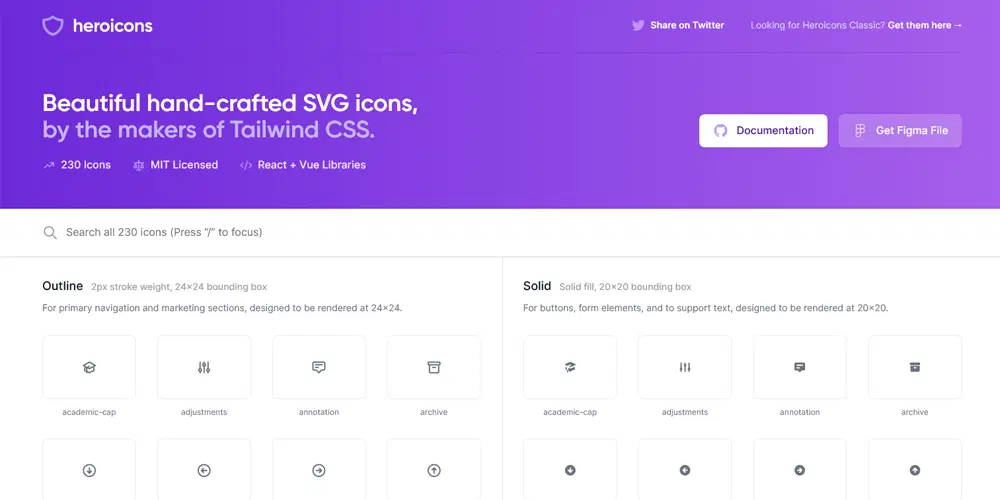 heroicons
Share on Twitter
Looking for Heroicons Classic? Get them here →
Beautiful hand-crafted SVG icons,
by the makers of Tailwind CSS.
Documentation
Get Figma File
230 Icons
MIT Licensed
React + Vue Libraries
Search all 230 icons (Press "/" to focus)
Outline 2px stroke weight, 24×24 bounding box
For primary navigation and marketing sections, designed to be rendered at 24×24.
academic-cap
adjustments
annotation
archive
Solid Solid fill, 20×20 bounding box
For buttons, form elements, and to support text, designed to be rendered at 20×20.
academic-cap
adjustments
annotation
archive